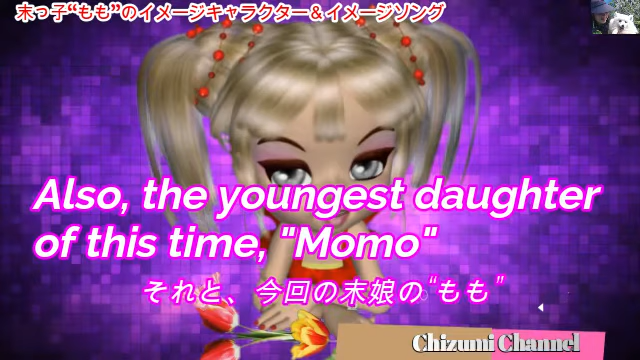 末っ子“もも”のイメージキャラクター＆イメージソング
Also, the youngest daughter
of this time, "Momo"
それと、今回の末娘の“もも”
Chizumi Channel